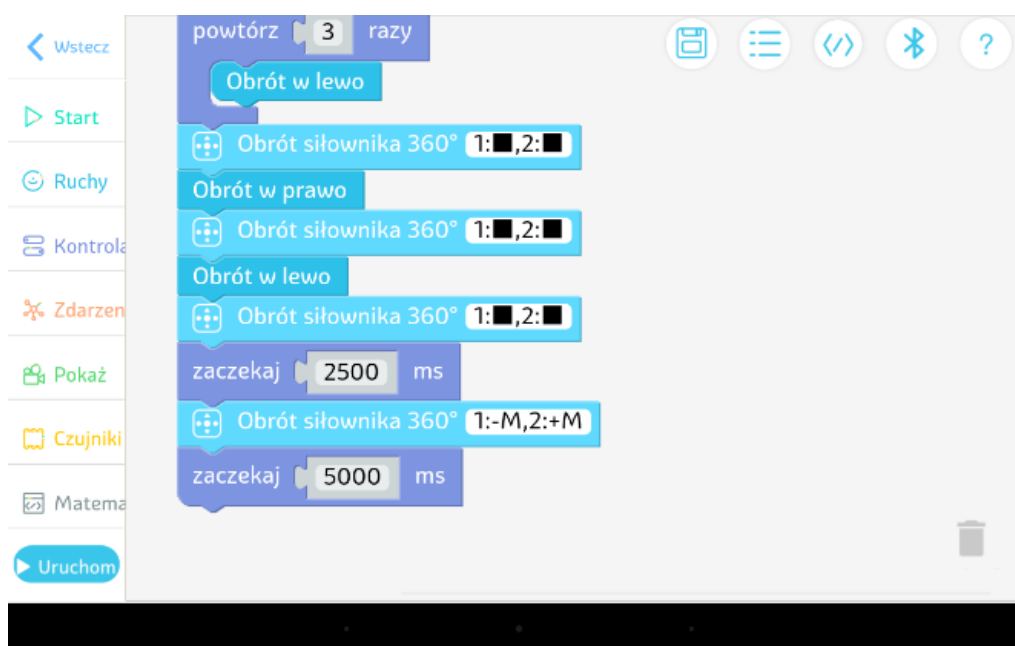 Wstecz
Start
Ruchy
Kontrola
Zdarzen
Pokaż
Czujniki
Matema
Uruchom
powtórz 3 razy
Obrót w lewo
Obrót siłownika 360° 1:■,2:■
Obrót w prawo
Obrót siłownika 360° 1:■,2:■
Obrót w lewo
Obrót siłownika 360° 1:■,2:■
zaczekaj 2500 ms
Obrót siłownika 360° 1:-M,2:+M
zaczekaj 5000 ms
?